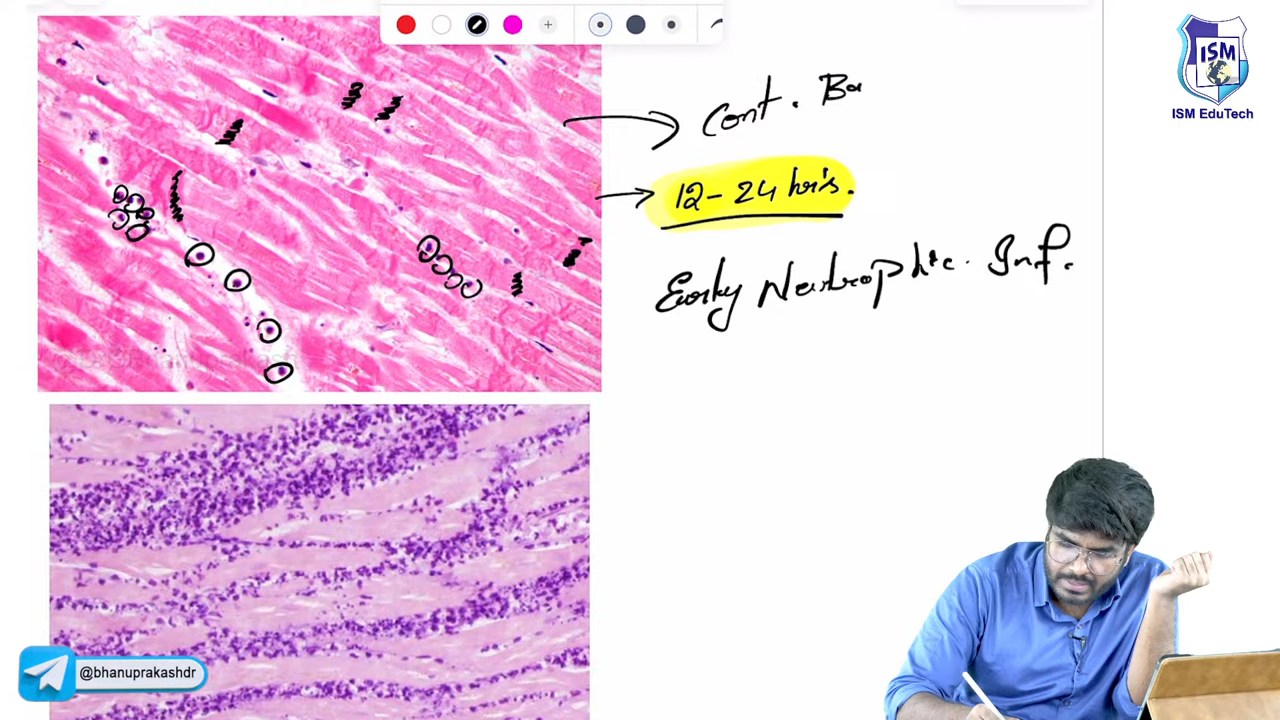 ISM
ISM EduTech
Cont. Ba
12-24 hrs.
Early Neutrophilic Inf.
@bhanuprakashdr